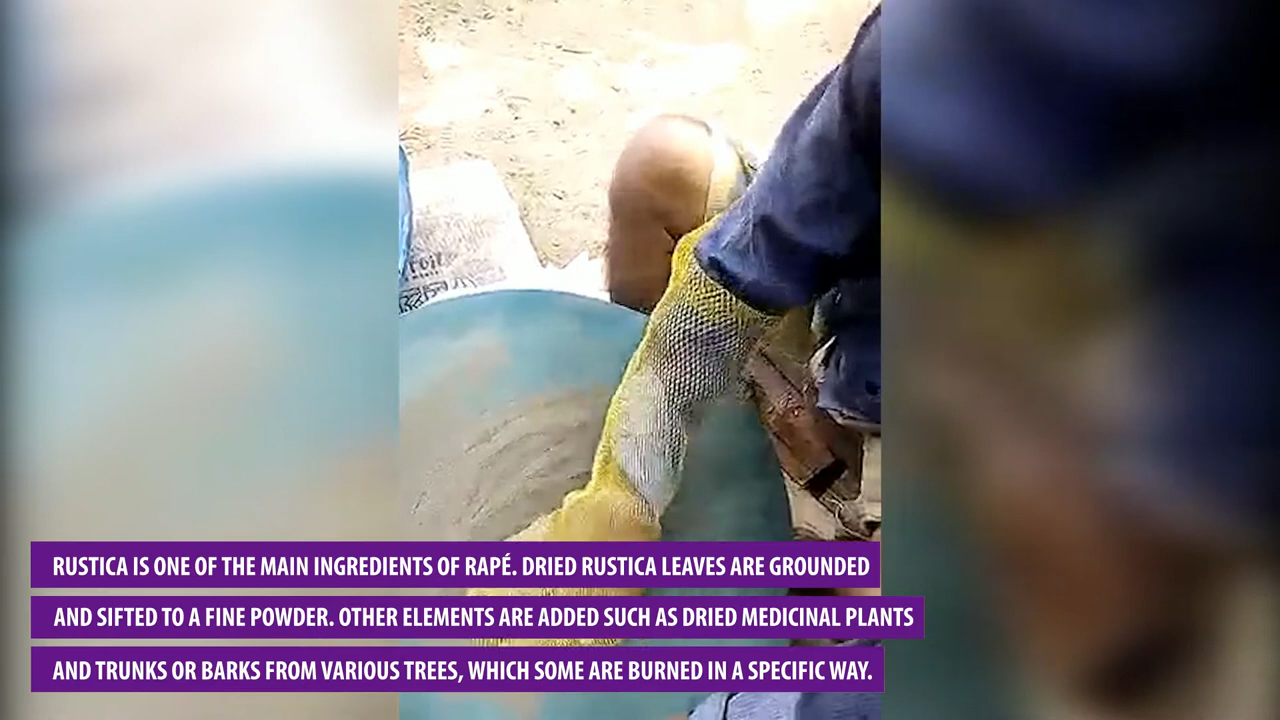 RUSTICA IS ONE OF THE MAIN INGREDIENTS OF RAPÉ. DRIED RUSTICA LEAVES ARE GROUNDED
AND SIFTED TO A FINE POWDER. OTHER ELEMENTS ARE ADDED SUCH AS DRIED MEDICINAL PLANTS
AND TRUNKS OR BARKS FROM VARIOUS TREES, WHICH SOME ARE BURNED IN A SPECIFIC WAY.